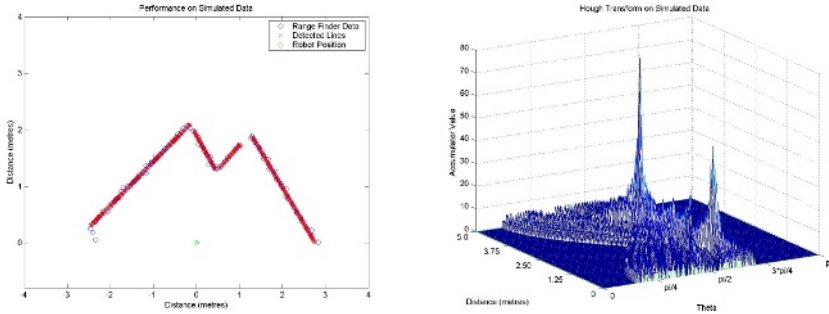 Performance on Simulated Data
Range Finder Data
Detected Lines
Robot Position
Distance (metres)
4
3
2
1
0
-4
-3
-2
-1
0
1
2
3
4
Distance (metres)
Hough Transform on Simulated Data
Accumulator Value
80
70
60
50
40
30
20
10
0
5.0
3.75
2.50
1.25
0
Distance (metres)
0
pi/4
pi/2
3*pi/4
Theta